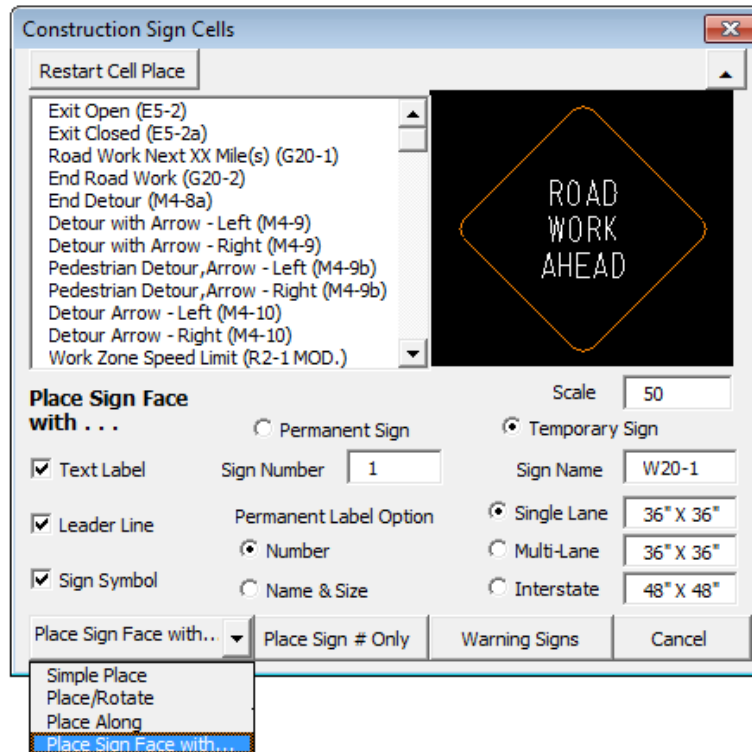 Construction Sign Cells
Restart Cell Place
Exit Open (E5-2)
Exit Closed (E5-2a)
Road Work Next XX Mile(s) (G20-1)
End Road Work (G20-2)
End Detour (M4-8a)
Detour with Arrow - Left (M4-9)
Detour with Arrow - Right (M4-9)
Pedestrian Detour,Arrow - Left (M4-9b)
Pedestrian Detour,Arrow - Right (M4-9b)
Detour Arrow - Left (M4-10)
Detour Arrow - Right (M4-10)
Work Zone Speed Limit (R2-1 MOD.)
ROAD
WORK
AHEAD
Place Sign Face
with . . .
Scale 50
Permanent Sign
Temporary Sign
Text Label
Sign Number 1
Sign Name W20-1
Leader Line
Permanent Label Option
Single Lane 36" X 36"
Number
Multi-Lane 36" X 36"
Sign Symbol
Name & Size
Interstate 48" X 48"
Place Sign Face with..
Place Sign # Only
Warning Signs
Cancel
Simple Place
Place/Rotate
Place Along
Place Sign Face with...